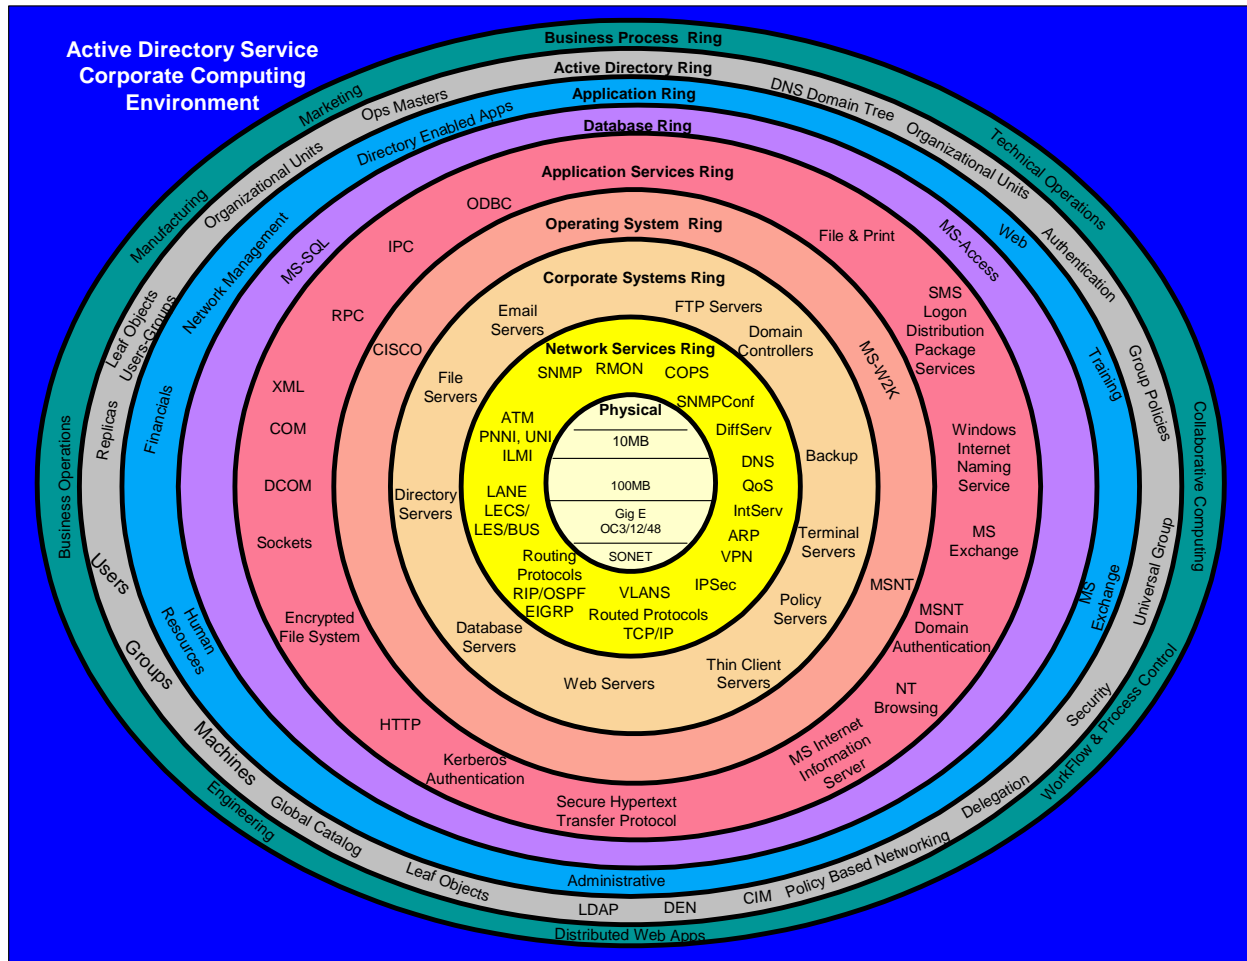 Active Directory Service
Corporate Computing
Environment
Business Process Ring
Marketing
Manufacturing
Business Operations
Engineering
Distributed Web Apps
WorkFlow & Process Control
Collaborative Computing
Technical Operations
Active Directory Ring
Ops Masters
Organizational Units
Leaf Objects
Users-Groups
Replicas
Users
Groups
Machines
Global Catalog
Leaf Objects
LDAP
DEN
CIM
Policy Based Networking
Delegation
Security
Universal Group
Group Policies
Authentication
Organizational Units
DNS Domain Tree
Application Ring
Directory Enabled Apps
Network Management
Financials
Human
Resources
Administrative
MS
Exchange
Training
Web
Database Ring
MS-SQL
MS-Access
Application Services Ring
ODBC
IPC
RPC
XML
COM
DCOM
Sockets
Encrypted
File System
HTTP
Kerberos
Authentication
Secure Hypertext
Transfer Protocol
MS Internet
Information
Server
NT
Browsing
MSNT
Domain
Authentication
MS
Exchange
Windows
Internet
Naming
Service
SMS
Logon
Distribution
Package
Services
File & Print
Operating System Ring
CISCO
MS-W2K
MSNT
Corporate Systems Ring
Email
Servers
FTP Servers
Domain
Controllers
File
Servers
Backup
Directory
Servers
Terminal
Servers
Policy
Servers
Database
Servers
Web Servers
Thin Client
Servers
Network Services Ring
SNMP
RMON
COPS
SNMPConf
ATM
PNNI, UNI
ILMI
DiffServ
DNS
QoS
IntServ
LANE
LECS/
LES/BUS
ARP
VPN
Routing
Protocols
RIP/OSPF
EIGRP
IPSec
VLANS
Routed Protocols
TCP/IP
Physical
10MB
100MB
Gig E
OC3/12/48
SONET